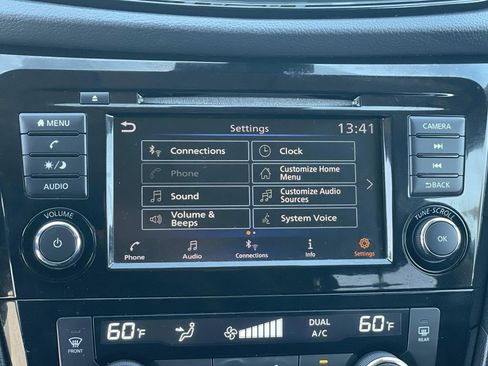 MENU
CAMERA
Settings
13:41
Connections
Clock
Phone
Customize Home
Menu
Sound
Customize Audio
Sources
Volume &
Beeps
System Voice
Phone
Audio
Connections
Info
Settings
AUDIO
BACK
VOLUME
TUNE·SCROLL
OK
FRONT
60°F
DUAL
A/C
60°F
REAR